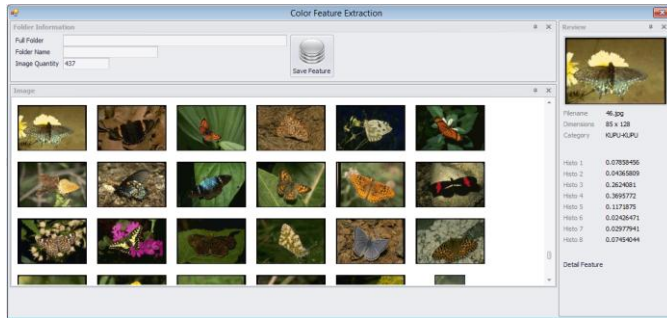 Color Feature Extraction
Folder Information
Full Folder
Folder Name
Image Quantity 437
Save Feature
Image
Review
Filename 46.jpg
Dimensions 85 x 128
Category KUPU-KUPU
Histo 1 0.07858456
Histo 2 0.04365809
Histo 3 0.2624081
Histo 4 0.3695772
Histo 5 0.1171875
Histo 6 0.02426471
Histo 7 0.02977941
Histo 8 0.07454044
Detail Feature